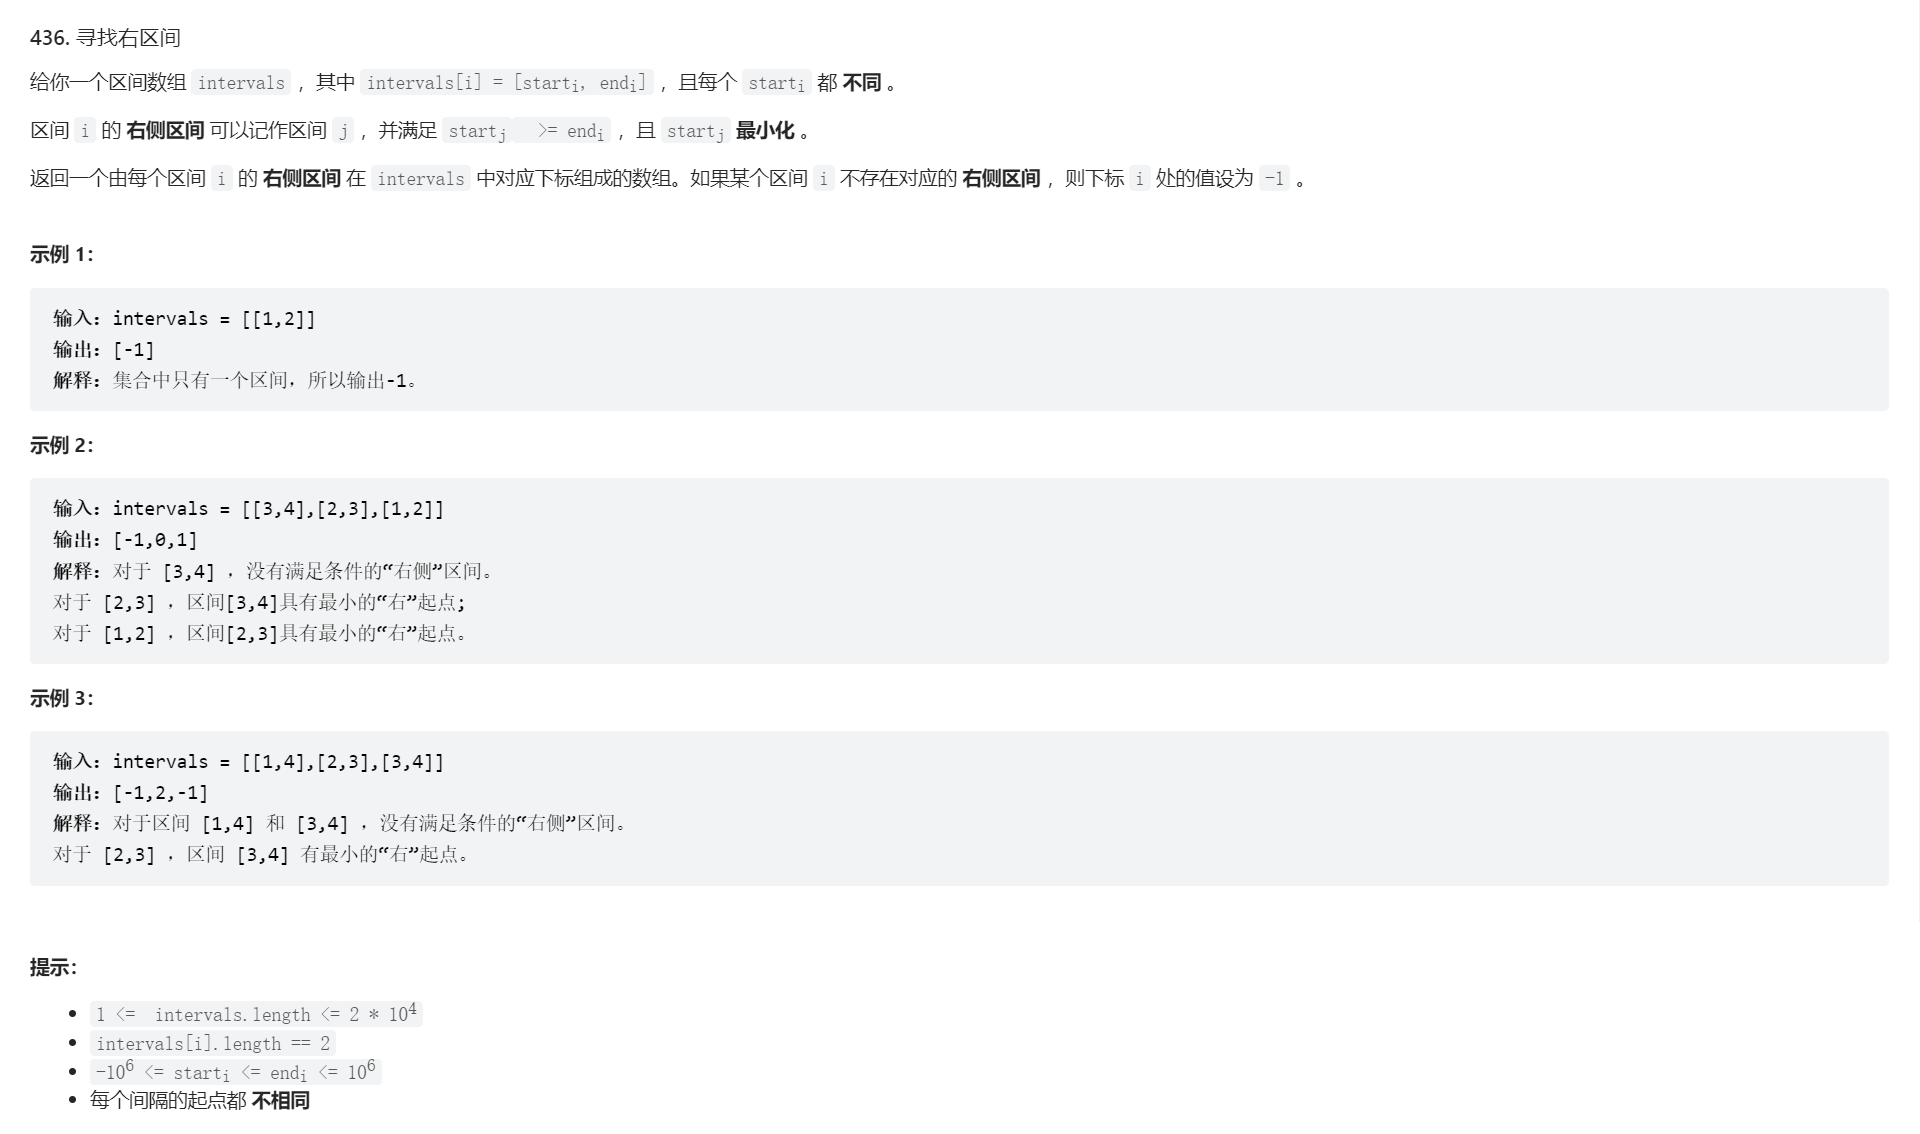 436. 寻找右区间
给你一个区间数组 intervals ，其中 intervals[i] = [starti, endi] ，且每个 starti 都 不同 。
区间 i 的 右侧区间 可以记作区间 j ，并满足 startj >= endi ，且 startj 最小化 。
返回一个由每个区间 i 的 右侧区间 在 intervals 中对应下标组成的数组。如果某个区间 i 不存在对应的 右侧区间 ，则下标 i 处的值设为 -1 。
示例 1：
输入：intervals = [[1,2]]
输出：[-1]
解释：集合中只有一个区间，所以输出-1。
示例 2：
输入：intervals = [[3,4],[2,3],[1,2]]
输出：[-1,0,1]
解释：对于 [3,4] ，没有满足条件的“右侧”区间。
对于 [2,3] ，区间[3,4]具有最小的“右”起点;
对于 [1,2] ，区间[2,3]具有最小的“右”起点。
示例 3：
输入：intervals = [[1,4],[2,3],[3,4]]
输出：[-1,2,-1]
解释：对于区间 [1,4] 和 [3,4] ，没有满足条件的“右侧”区间。
对于 [2,3] ，区间 [3,4] 有最小的“右”起点。
提示：
• 1 <= intervals.length <= 2 * 10^4
• intervals[i].length == 2
• -10^6 <= starti <= endi <= 10^6
• 每个间隔的起点都 不相同